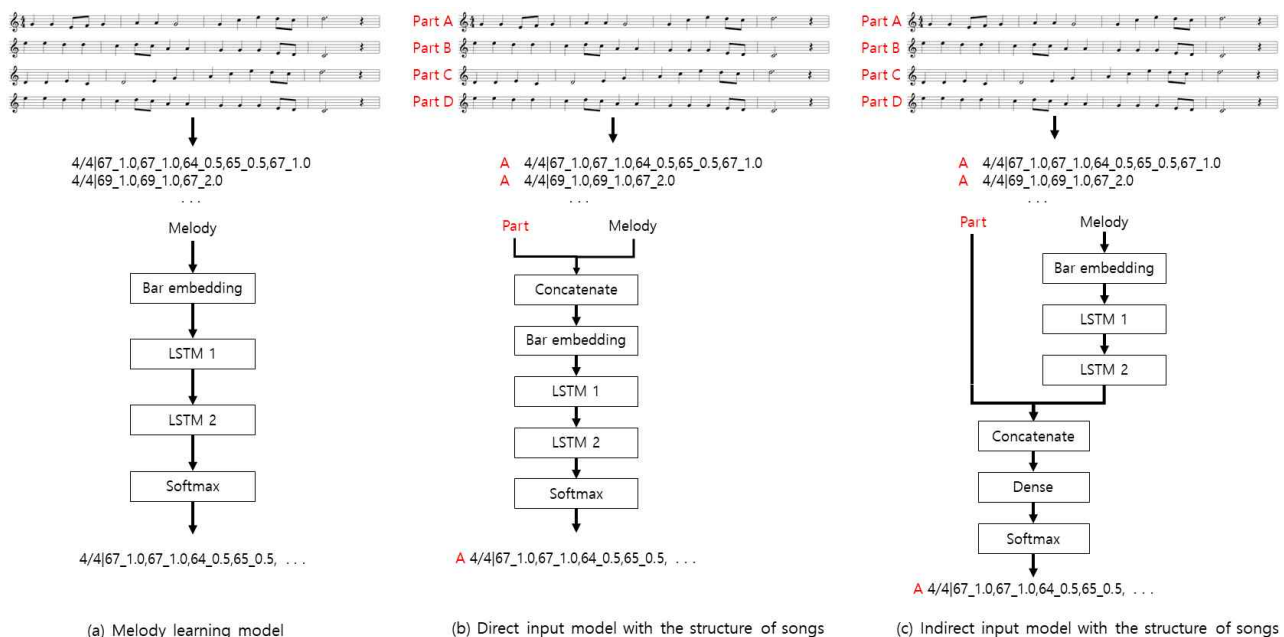 4/4|67_1.0,67_1.0,64_0.5,65_0.5,67_1.0
4/4|69_1.0,69_1.0,67_2.0
. . .
Melody
Bar embedding
LSTM 1
LSTM 2
Softmax
4/4|67_1.0,67_1.0,64_0.5,65_0.5, . . .
(a) Melody learning model
Part A
Part B
Part C
Part D
A 4/4|67_1.0,67_1.0,64_0.5,65_0.5,67_1.0
A 4/4|69_1.0,69_1.0,67_2.0
. . .
Part Melody
Concatenate
Bar embedding
LSTM 1
LSTM 2
Softmax
A 4/4|67_1.0,67_1.0,64_0.5,65_0.5, . . .
(b) Direct input model with the structure of songs
Part A
Part B
Part C
Part D
A 4/4|67_1.0,67_1.0,64_0.5,65_0.5,67_1.0
A 4/4|69_1.0,69_1.0,67_2.0
. . .
Part Melody
Bar embedding
LSTM 1
LSTM 2
Concatenate
Dense
Softmax
A 4/4|67_1.0,67_1.0,64_0.5,65_0.5, . . .
(c) Indirect input model with the structure of songs